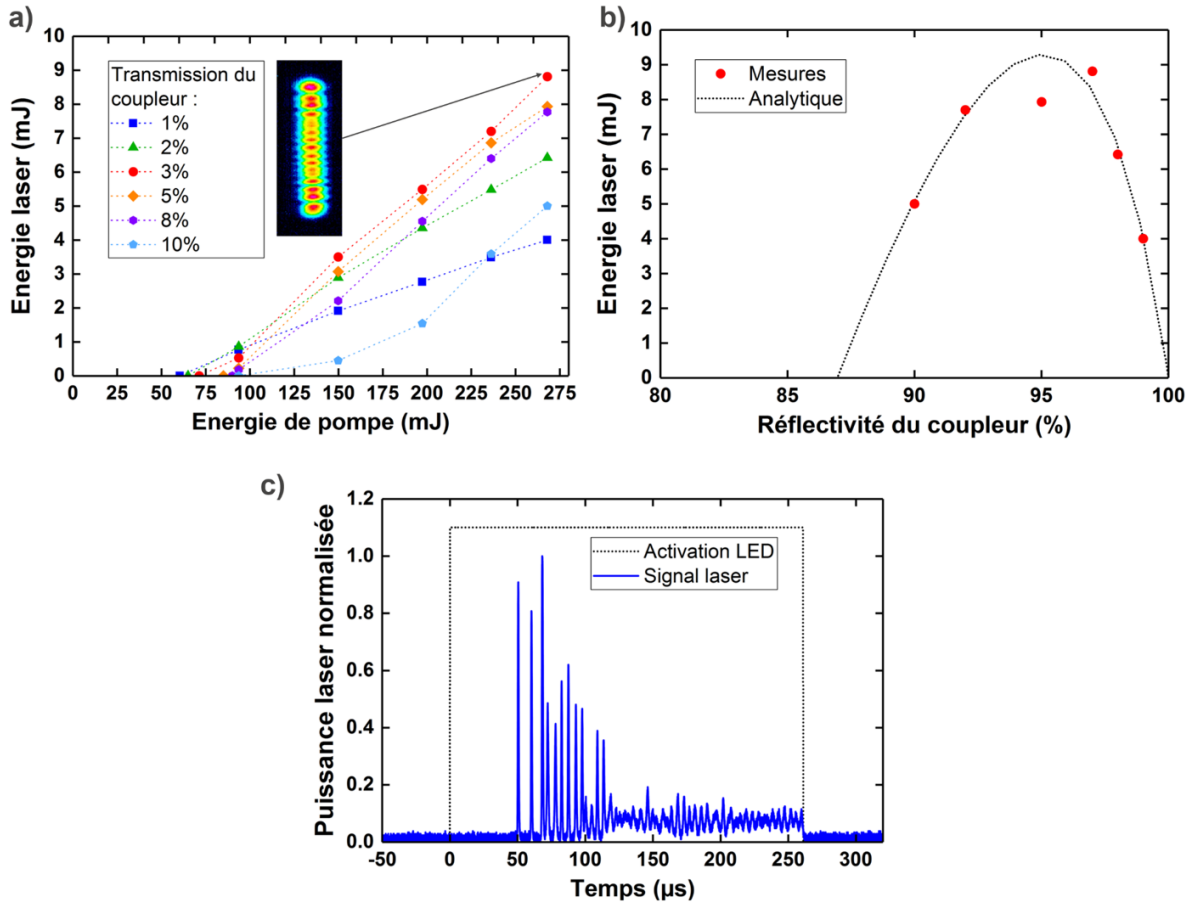 a)
Energie laser (mJ)
10
9
8
7
6
5
4
3
2
1
0
Transmission du
coupleur :
1%
2%
3%
5%
8%
10%
0 25 50 75 100 125 150 175 200 225 250 275
Energie de pompe (mJ)
b)
Energie laser (mJ)
10
9
8
7
6
5
4
3
2
1
0
Mesures
Analytique
80 85 90 95 100
Réflectivité du coupleur (%)
c)
Puissance laser normalisée
1.2
1.0
0.8
0.6
0.4
0.2
0.0
Activation LED
Signal laser
-50 0 50 100 150 200 250 300
Temps (µs)